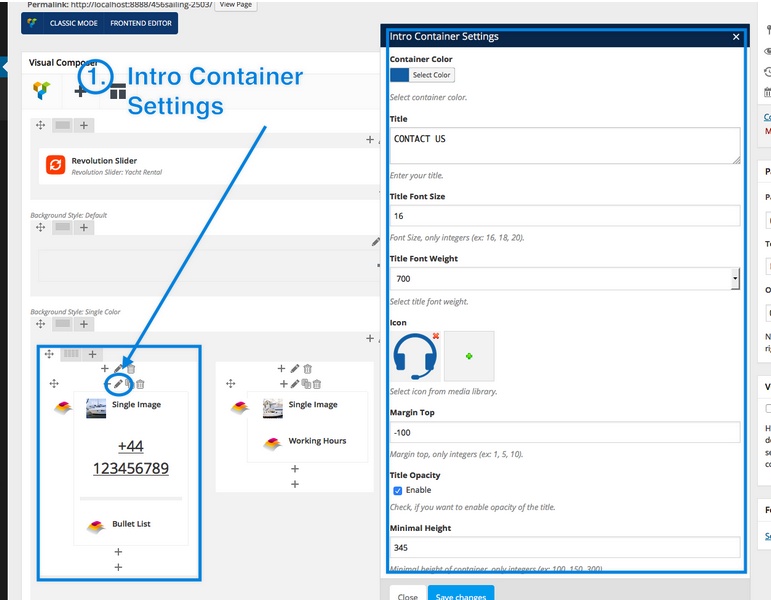 Permalink: http://localhost:8888/456sailing-2503/ View Page
CLASSIC MODE FRONTEND EDITOR
Visual Composer
1. Intro Container
Settings
Revolution Slider
Revolution Slider: Yacht Rental
Background Style: Default
Background Style: Single Color
Single Image
+44
123456789
Bullet List
Single Image
Working Hours
Intro Container Settings
Container Color
Select Color
Select container color.
Title
CONTACT US
Enter your title.
Title Font Size
16
Font Size, only integers (ex: 16, 18, 20).
Title Font Weight
700
Select title font weight.
Icon
Select icon from media library.
Margin Top
-100
Margin top, only integers (ex: 1, 5, 10).
Title Opacity
Enable
Check, if you want to enable opacity of the title.
Minimal Height
345
Minimal height of container, only integers (ex: 100, 150, 300).
Close Save changes